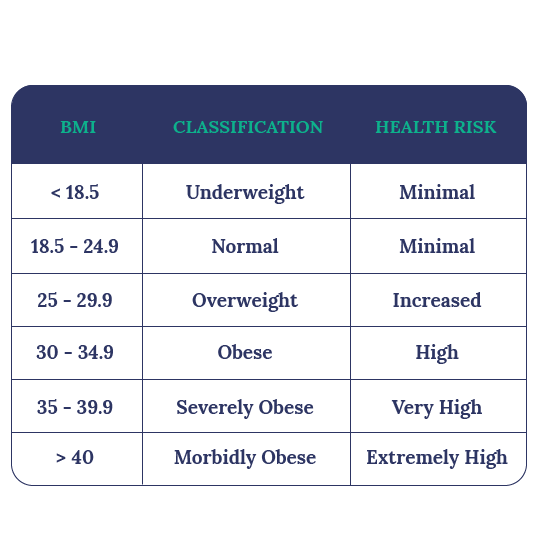 BMI CLASSIFICATION HEALTH RISK
< 18.5 Underweight Minimal
18.5 - 24.9 Normal Minimal
25 - 29.9 Overweight Increased
30 - 34.9 Obese High
35 - 39.9 Severely Obese Very High
> 40 Morbidly Obese Extremely High